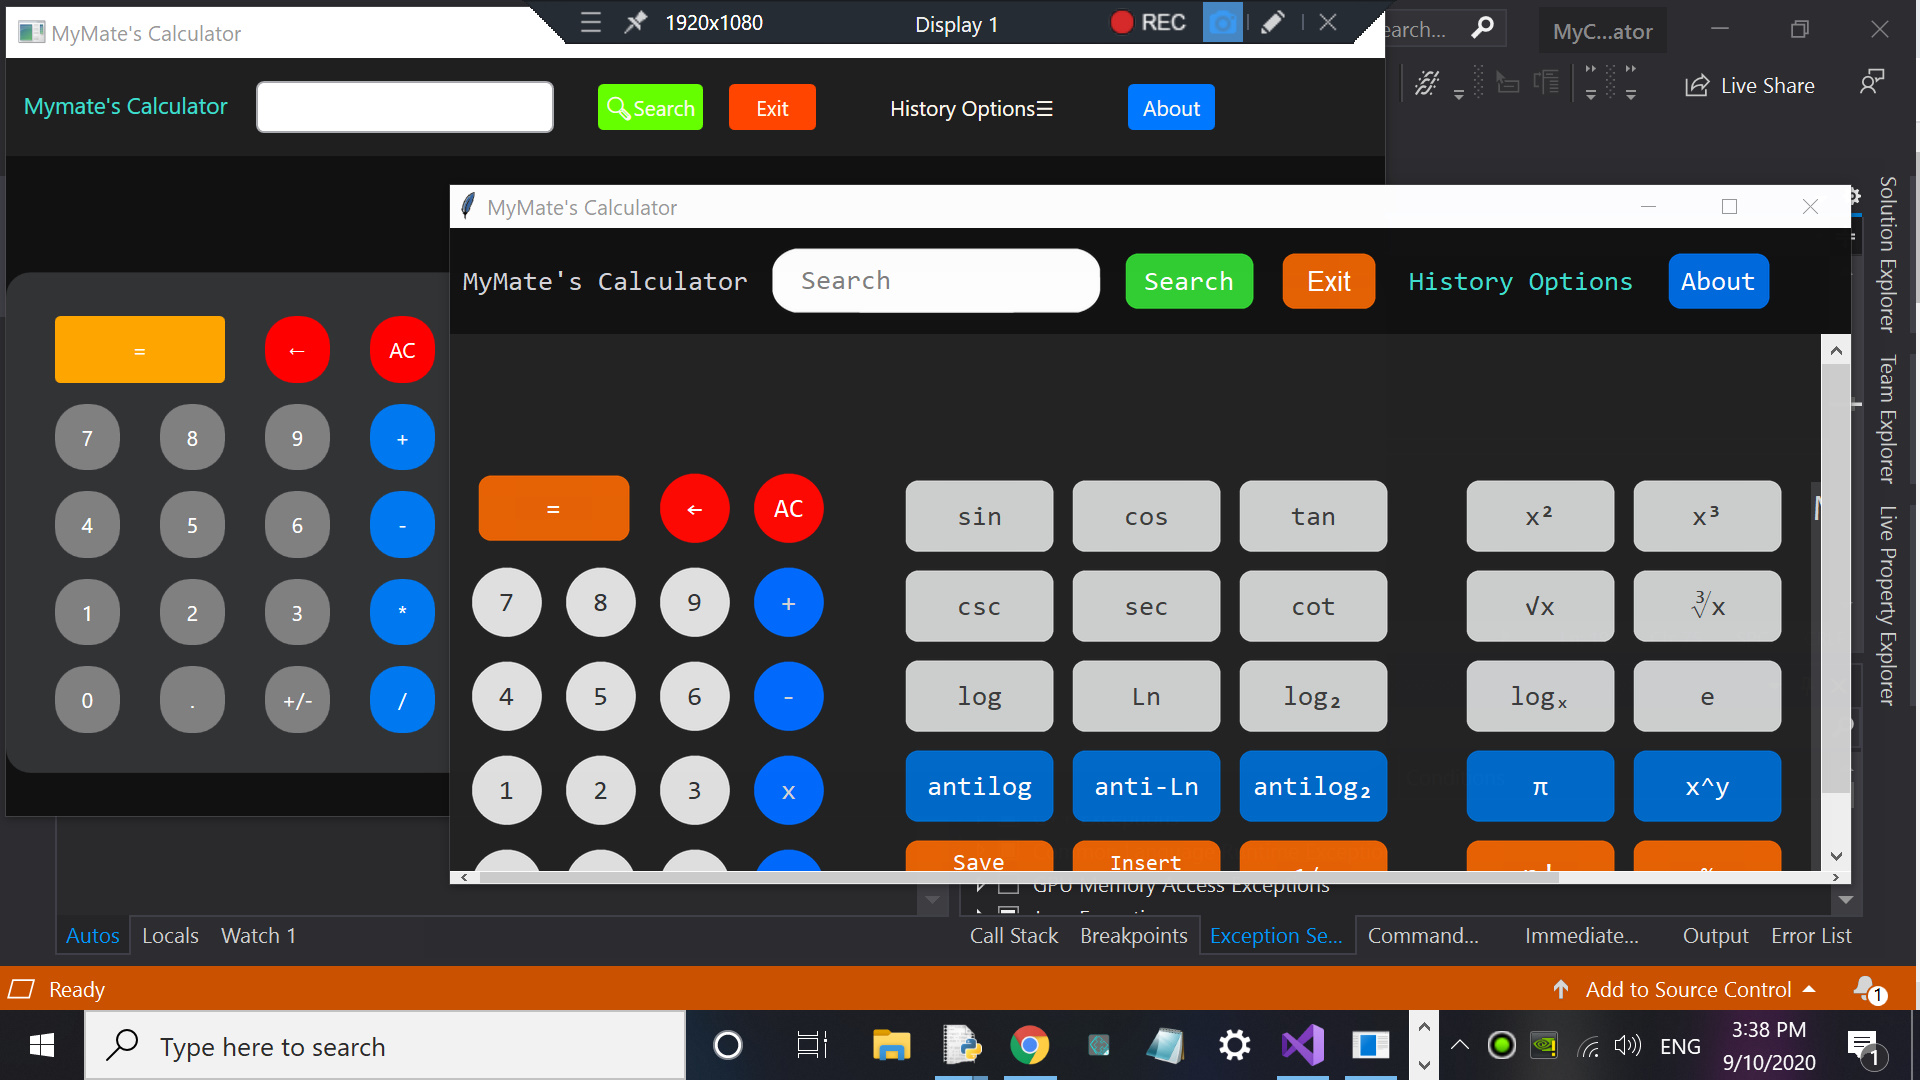 MyMate's Calculator
1920x1080
Display 1
REC
earch...
MyC...ator
Mymate's Calculator
Search
Exit
History Options☰
About
Live Share
MyMate's Calculator
MyMate's Calculator
Search
Search
Exit
History Options
About
= ← AC
7 8 9 +
4 5 6 -
1 2 3 *
0 . +/- /
= ← AC
7 8 9 +
4 5 6 -
1 2 3 x
sin cos tan x² x³
csc sec cot √x ∛x
log Ln log₂ logₓ e
antilog anti-Ln antilog₂ π x^y
Save Insert
Solution Explorer
Team Explorer
Live Property Explorer
GPU Memory Access Exceptions
Autos Locals Watch 1
Call Stack Breakpoints Exception Se... Command... Immediate... Output Error List
Ready
Add to Source Control
1
Type here to search
ENG
3:38 PM
9/10/2020
1